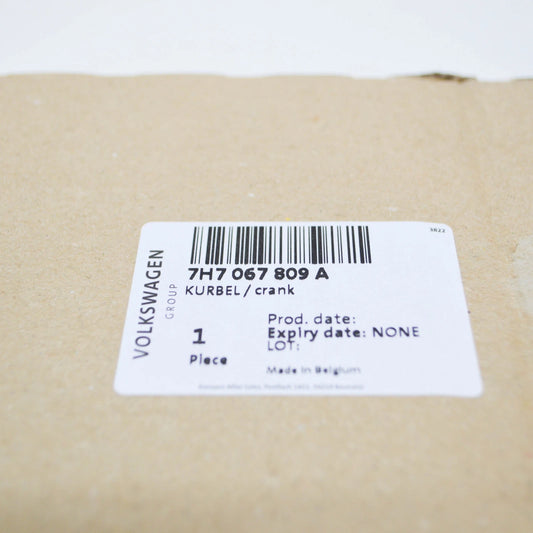 3822
VOLKSWAGEN
GROUP
7H7 067 809 A
KURBEL / crank
1
Piece
Prod. date:
Expiry date: NONE
LOT:
Made in Belgium